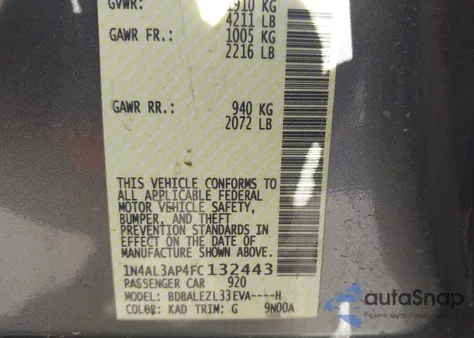 GVWR: 1910 KG
4211 LB
GAWR FR.: 1005 KG
2216 LB
GAWR RR.: 940 KG
2072 LB
THIS VEHICLE CONFORMS TO
ALL APPLICABLE FEDERAL
MOTOR VEHICLE SAFETY,
BUMPER, AND THEFT
PREVENTION STANDARDS IN
EFFECT ON THE DATE OF
MANUFACTURE SHOWN ABOVE.
1N4AL3AP4FC132443
PASSENGER CAR 920
MODEL: BDBALEZL33EVA----H
COLOR: KAD TRIM: G 9N00A
autoSnap